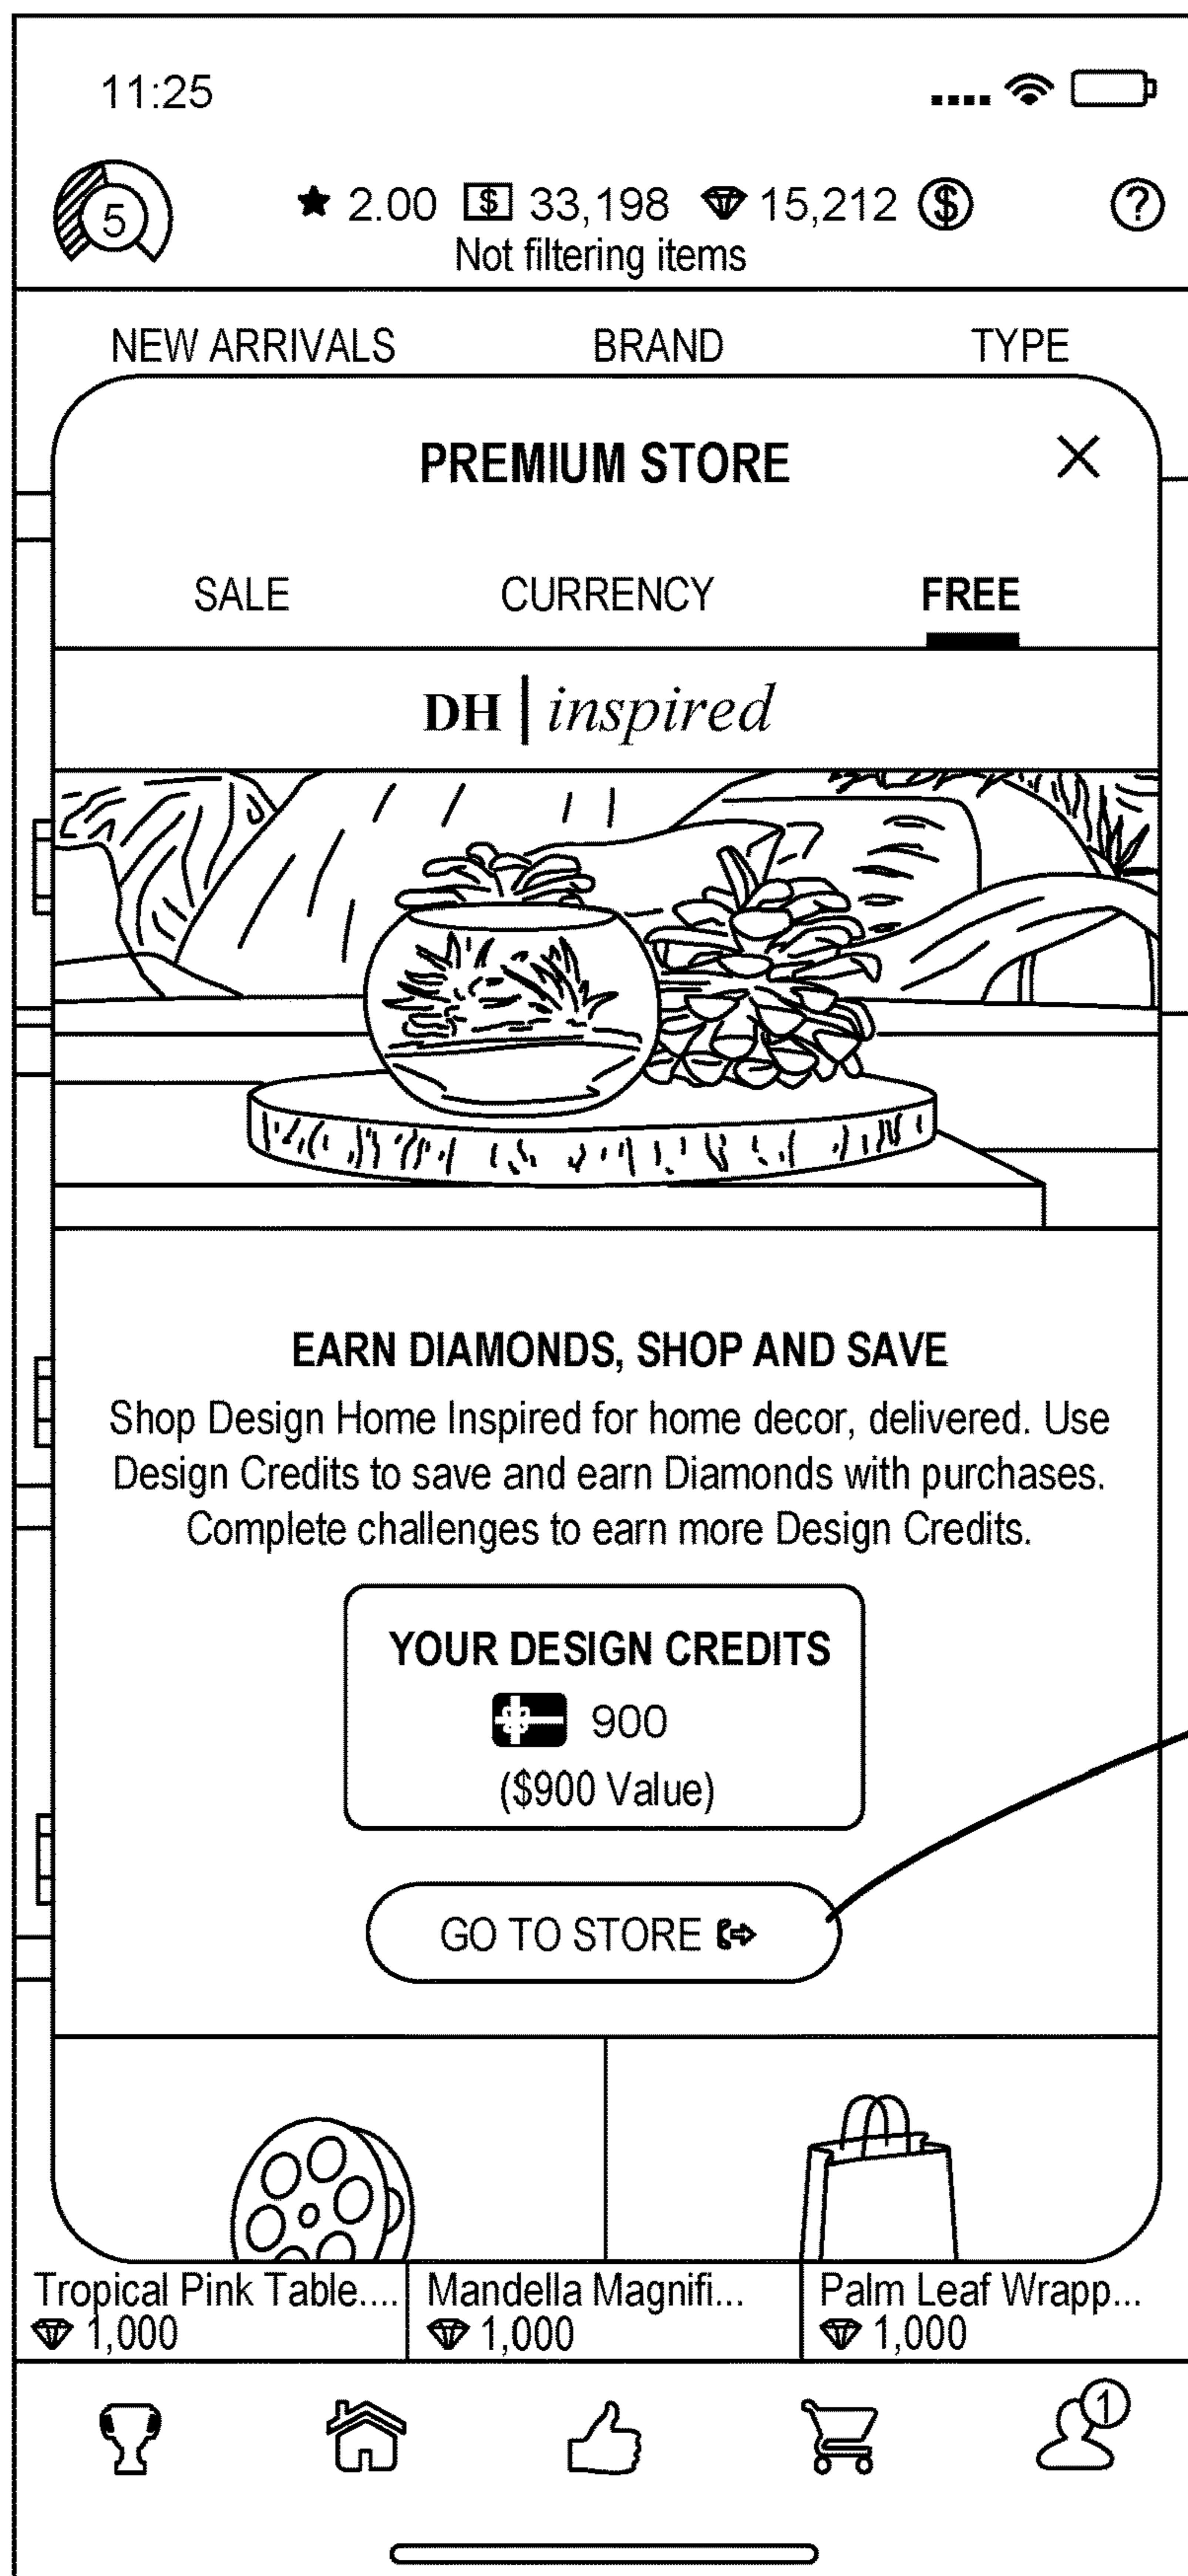 11:25
5 ★ 2.00 $ 33,198 15,212 $ ?
Not filtering items
NEW ARRIVALS BRAND TYPE
PREMIUM STORE
SALE CURRENCY FREE
DH | inspired
EARN DIAMONDS, SHOP AND SAVE
Shop Design Home Inspired for home decor, delivered. Use
Design Credits to save and earn Diamonds with purchases.
Complete challenges to earn more Design Credits.
YOUR DESIGN CREDITS
900
($900 Value)
GO TO STORE
Tropical Pink Table.... Mandella Magnifi... Palm Leaf Wrapp...
1,000 1,000 1,000
1